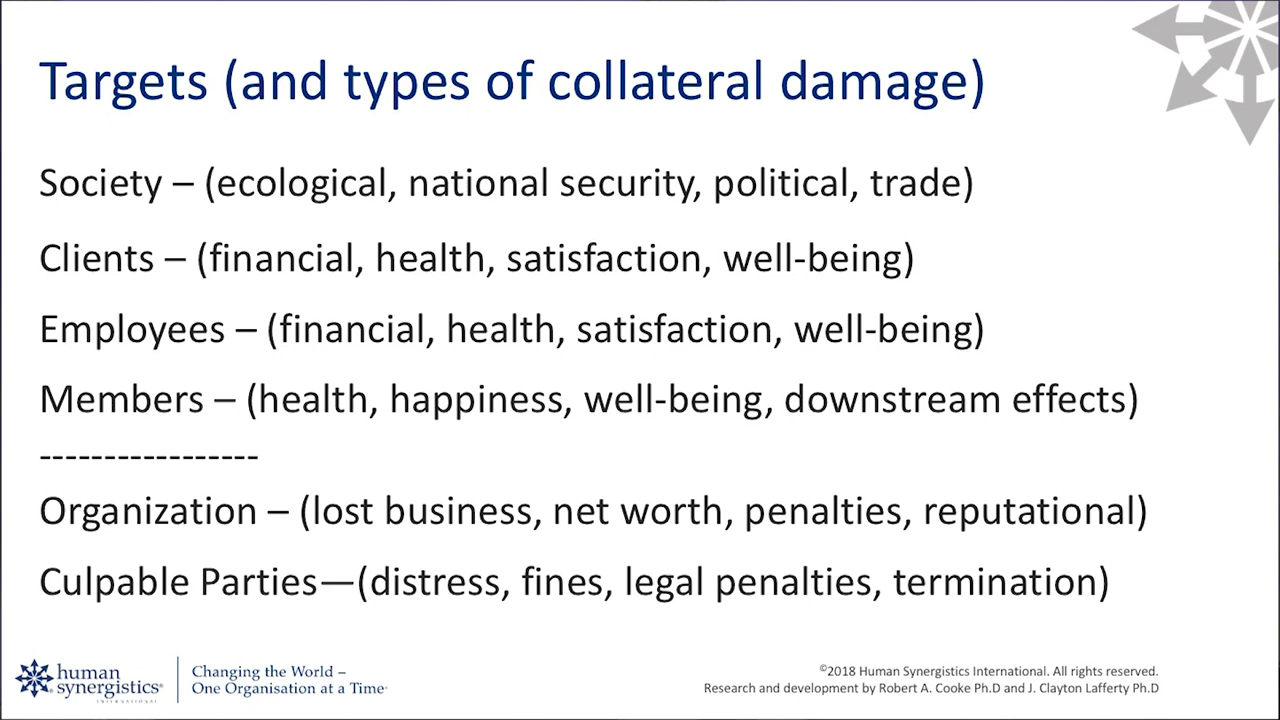 Targets (and types of collateral damage)
Society – (ecological, national security, political, trade)
Clients – (financial, health, satisfaction, well-being)
Employees – (financial, health, satisfaction, well-being)
Members – (health, happiness, well-being, downstream effects)
-----------------
Organization – (lost business, net worth, penalties, reputational)
Culpable Parties—(distress, fines, legal penalties, termination)
human
synergistics®
INTERNATIONAL
Changing the World –
One Organisation at a Time
©2018 Human Synergistics International. All rights reserved.
Research and development by Robert A. Cooke Ph.D and J. Clayton Lafferty Ph.D